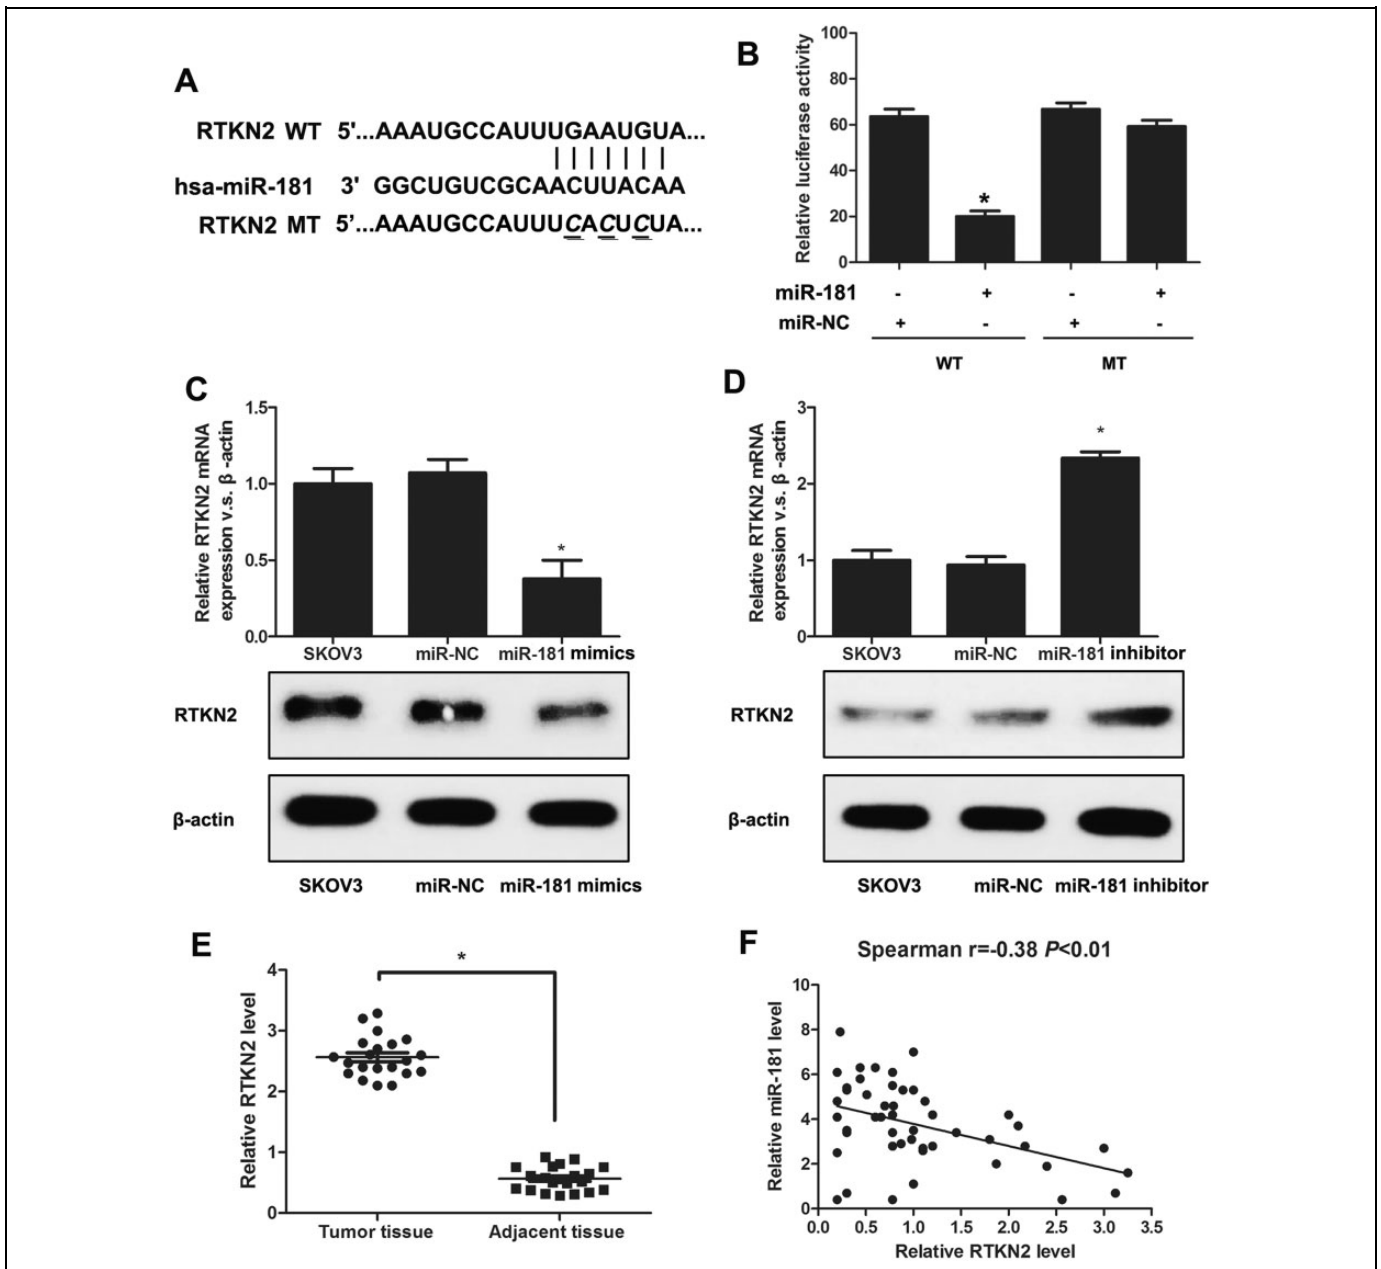 A
RTKN2 WT 5'...AAAUGCCAUUUGAAUGUA...
hsa-miR-181 3' GGCUGUCGCAACUUACAA
RTKN2 MT 5'...AAAUGCCAUUUCACUCUA...
B
Relative luciferase activity
100
80
60
40
20
0
*
miR-181 - + - +
miR-NC + - + -
WT MT
C
Relative RTKN2 mRNA
expression v.s. β -actin
1.5
1.0
0.5
0.0
*
SKOV3 miR-NC miR-181 mimics
RTKN2
β-actin
SKOV3 miR-NC miR-181 mimics
D
Relative RTKN2 mRNA
expression v.s. β -actin
3
2
1
0
*
SKOV3 miR-NC miR-181 inhibitor
RTKN2
β-actin
SKOV3 miR-NC miR-181 inhibitor
E
Relative RTKN2 level
4
3
2
1
0
*
Tumor tissue Adjacent tissue
F
Spearman r=-0.38 P<0.01
Relative miR-181 level
10
8
6
4
2
0
0.0 0.5 1.0 1.5 2.0 2.5 3.0 3.5
Relative RTKN2 level